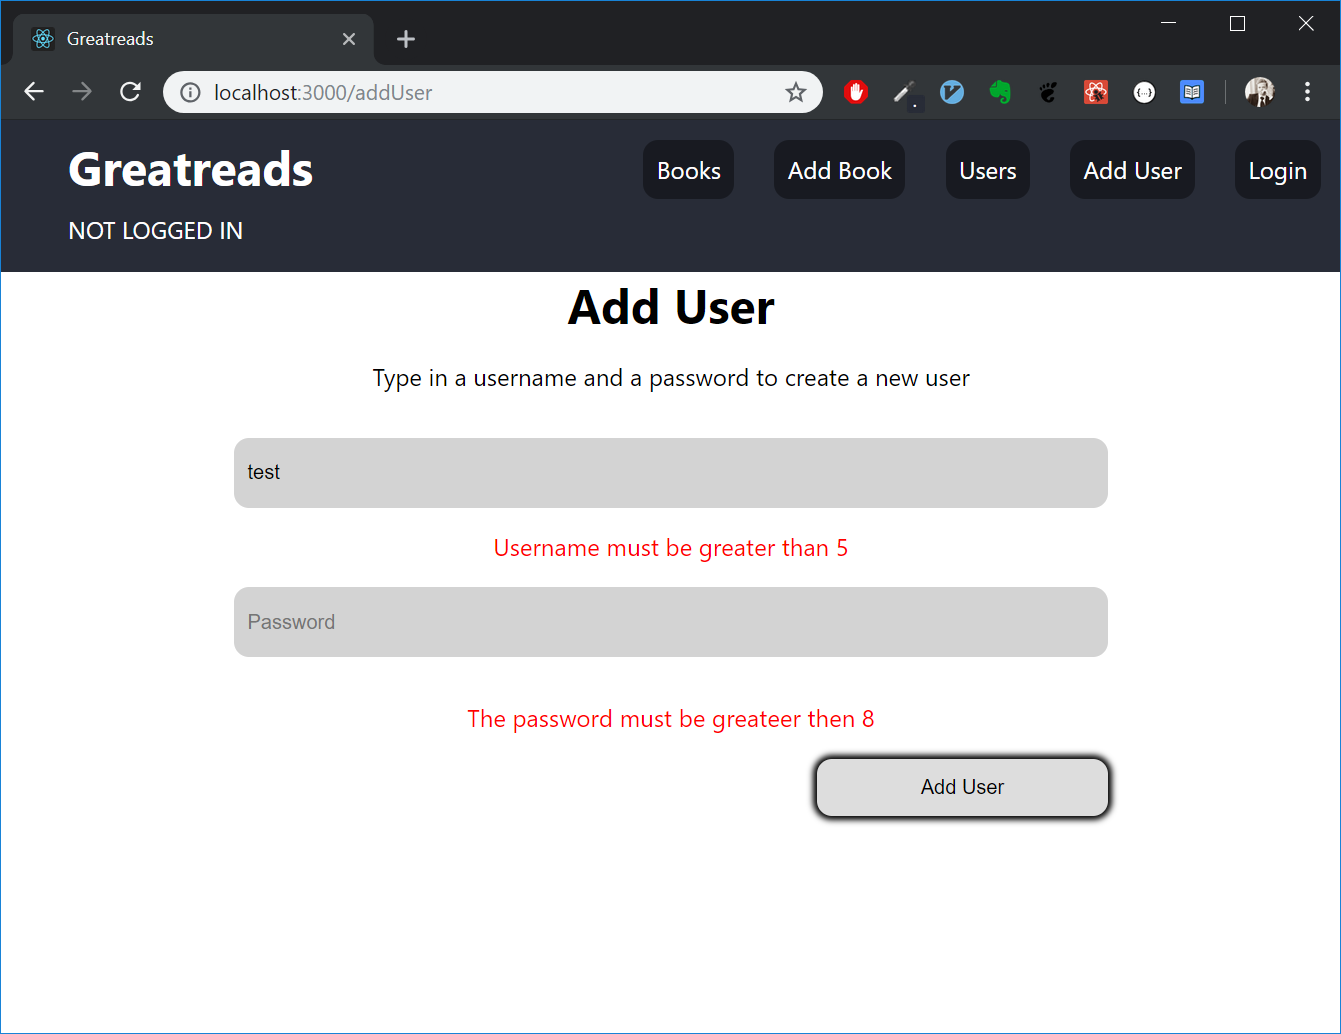 Greatreads
localhost:3000/addUser
Greatreads
Books
Add Book
Users
Add User
Login
NOT LOGGED IN
Add User
Type in a username and a password to create a new user
test
Username must be greater than 5
Password
The password must be greateer then 8
Add User